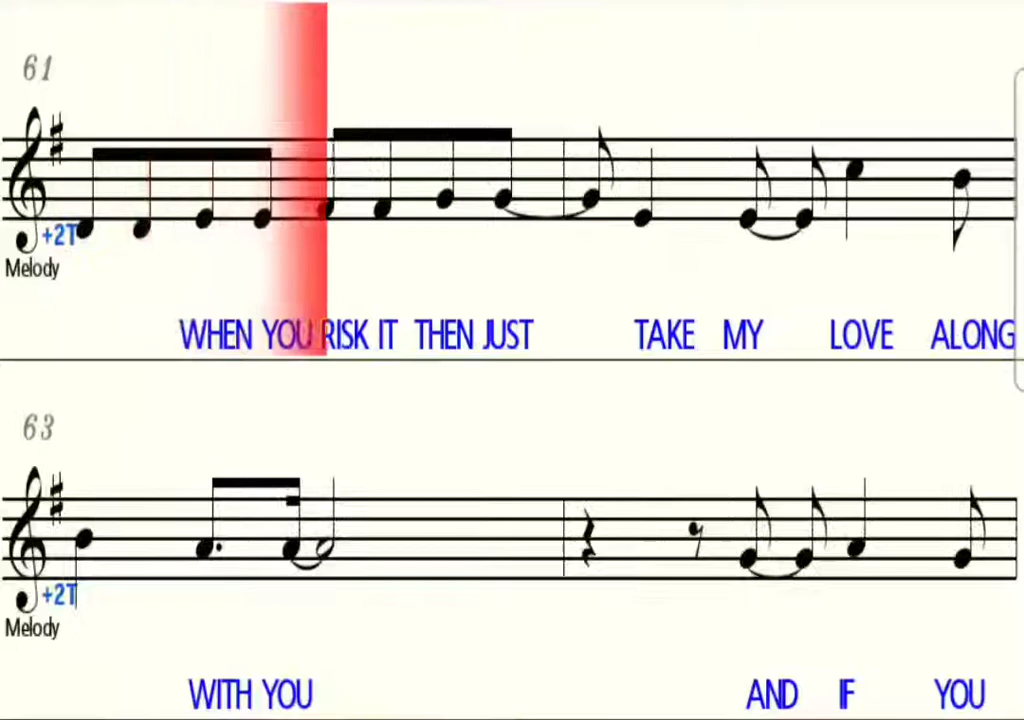 61
+2T
Melody
WHEN YOU RISK IT THEN JUST TAKE MY LOVE ALONG
63
+2T
Melody
WITH YOU AND IF YOU